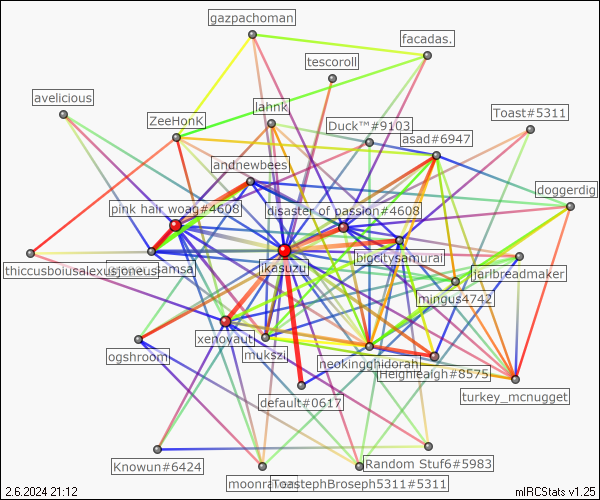 gazpachoman
facadas.
tescoroll
avelicious
lahnk
Toast#5311
ZeeHonK
Duck™#9103
asad#6947
andnewbees
doggerdig
pink hair woag#4608
disaster of passion#4608
thiccusboiusalexusjoneus
samsa
ikasuzu
bigcitysamurai
jarlbreadmaker
mingus4742
xenoyaut
mukszi
ogshroom
neokingghidorah
Heighleaigh#8575
default#0617
turkey_mcnugget
Knowun#6424
Random Stuf6#5983
ToastephBroseph5311#5311
2.6.2024 21:12
mIRCStats v1.25